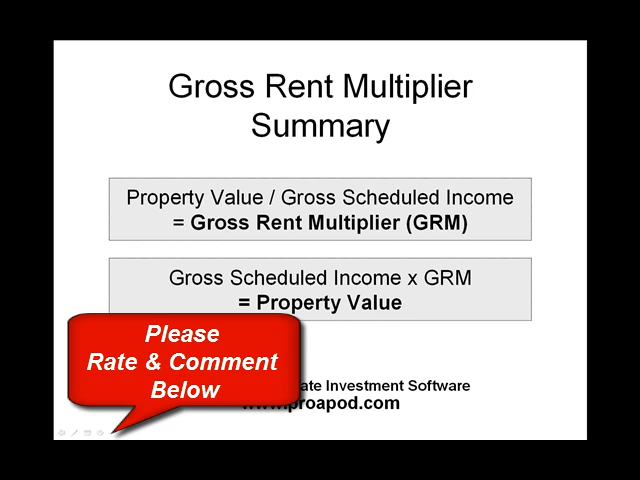 Gross Rent Multiplier
Summary
Property Value / Gross Scheduled Income
= Gross Rent Multiplier (GRM)
Gross Scheduled Income x GRM
= Property Value
Please
Rate & Comment
Below
Investment Software
www.proapod.com